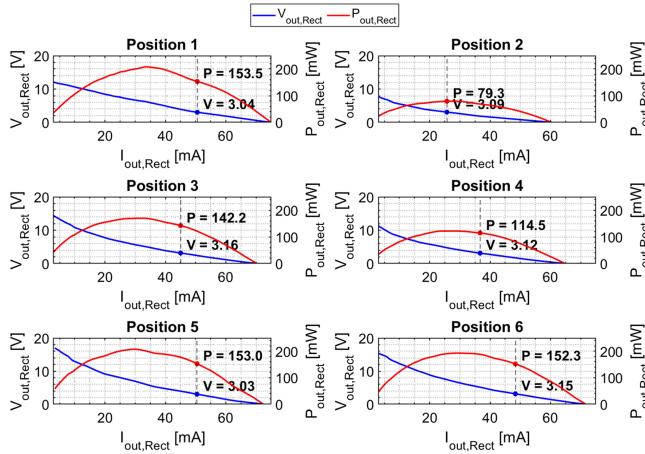 V_out,Rect P_out,Rect
Position 1
V_out,Rect [V]
20
10
0
P = 153.5
V = 3.04
200
100
0
P_out,Rect [mW]
20 40 60
I_out,Rect [mA]
Position 2
V_out,Rect [V]
20
10
0
P = 79.3
V = 3.09
200
100
0
P_out,Rect [mW]
20 40 60
I_out,Rect [mA]
Position 3
V_out,Rect [V]
20
10
0
P = 142.2
V = 3.16
200
100
0
P_out,Rect [mW]
20 40 60
I_out,Rect [mA]
Position 4
V_out,Rect [V]
20
10
0
P = 114.5
V = 3.12
200
100
0
P_out,Rect [mW]
20 40 60
I_out,Rect [mA]
Position 5
V_out,Rect [V]
20
10
0
P = 153.0
V = 3.03
200
100
0
P_out,Rect [mW]
20 40 60
I_out,Rect [mA]
Position 6
V_out,Rect [V]
20
10
0
P = 152.3
V = 3.15
200
100
0
P_out,Rect [mW]
20 40 60
I_out,Rect [mA]